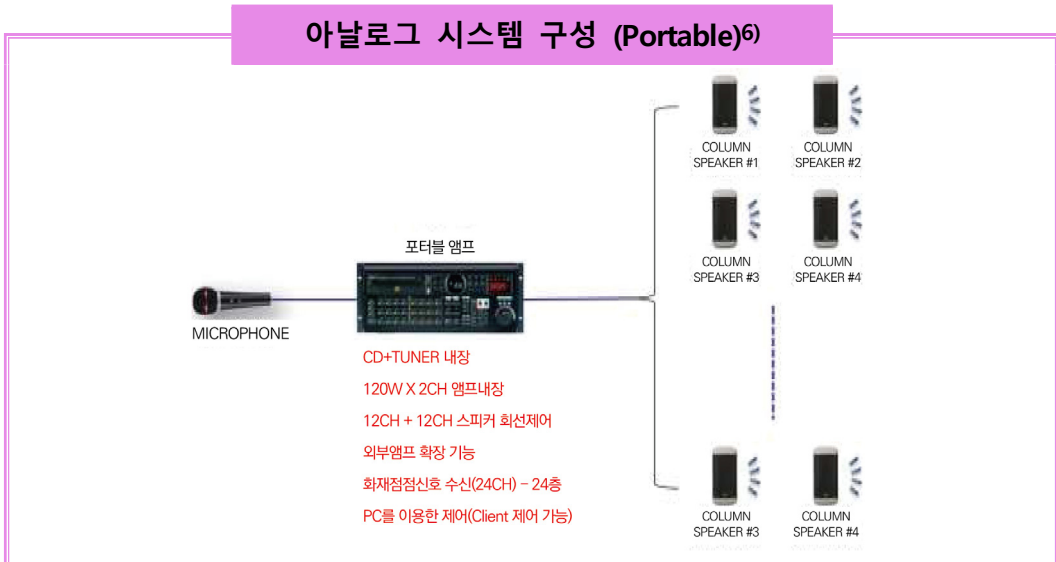 아날로그 시스템 구성 (Portable)6)
COLUMN
SPEAKER #1
COLUMN
SPEAKER #2
COLUMN
SPEAKER #3
COLUMN
SPEAKER #4
포터블 앰프
MICROPHONE
CD+TUNER 내장
120W X 2CH 앰프내장
12CH + 12CH 스피커 회선제어
외부앰프 확장 기능
화재점점신호 수신(24CH) – 24층
PC를 이용한 제어(Client 제어 가능)
COLUMN
SPEAKER #3
COLUMN
SPEAKER #4